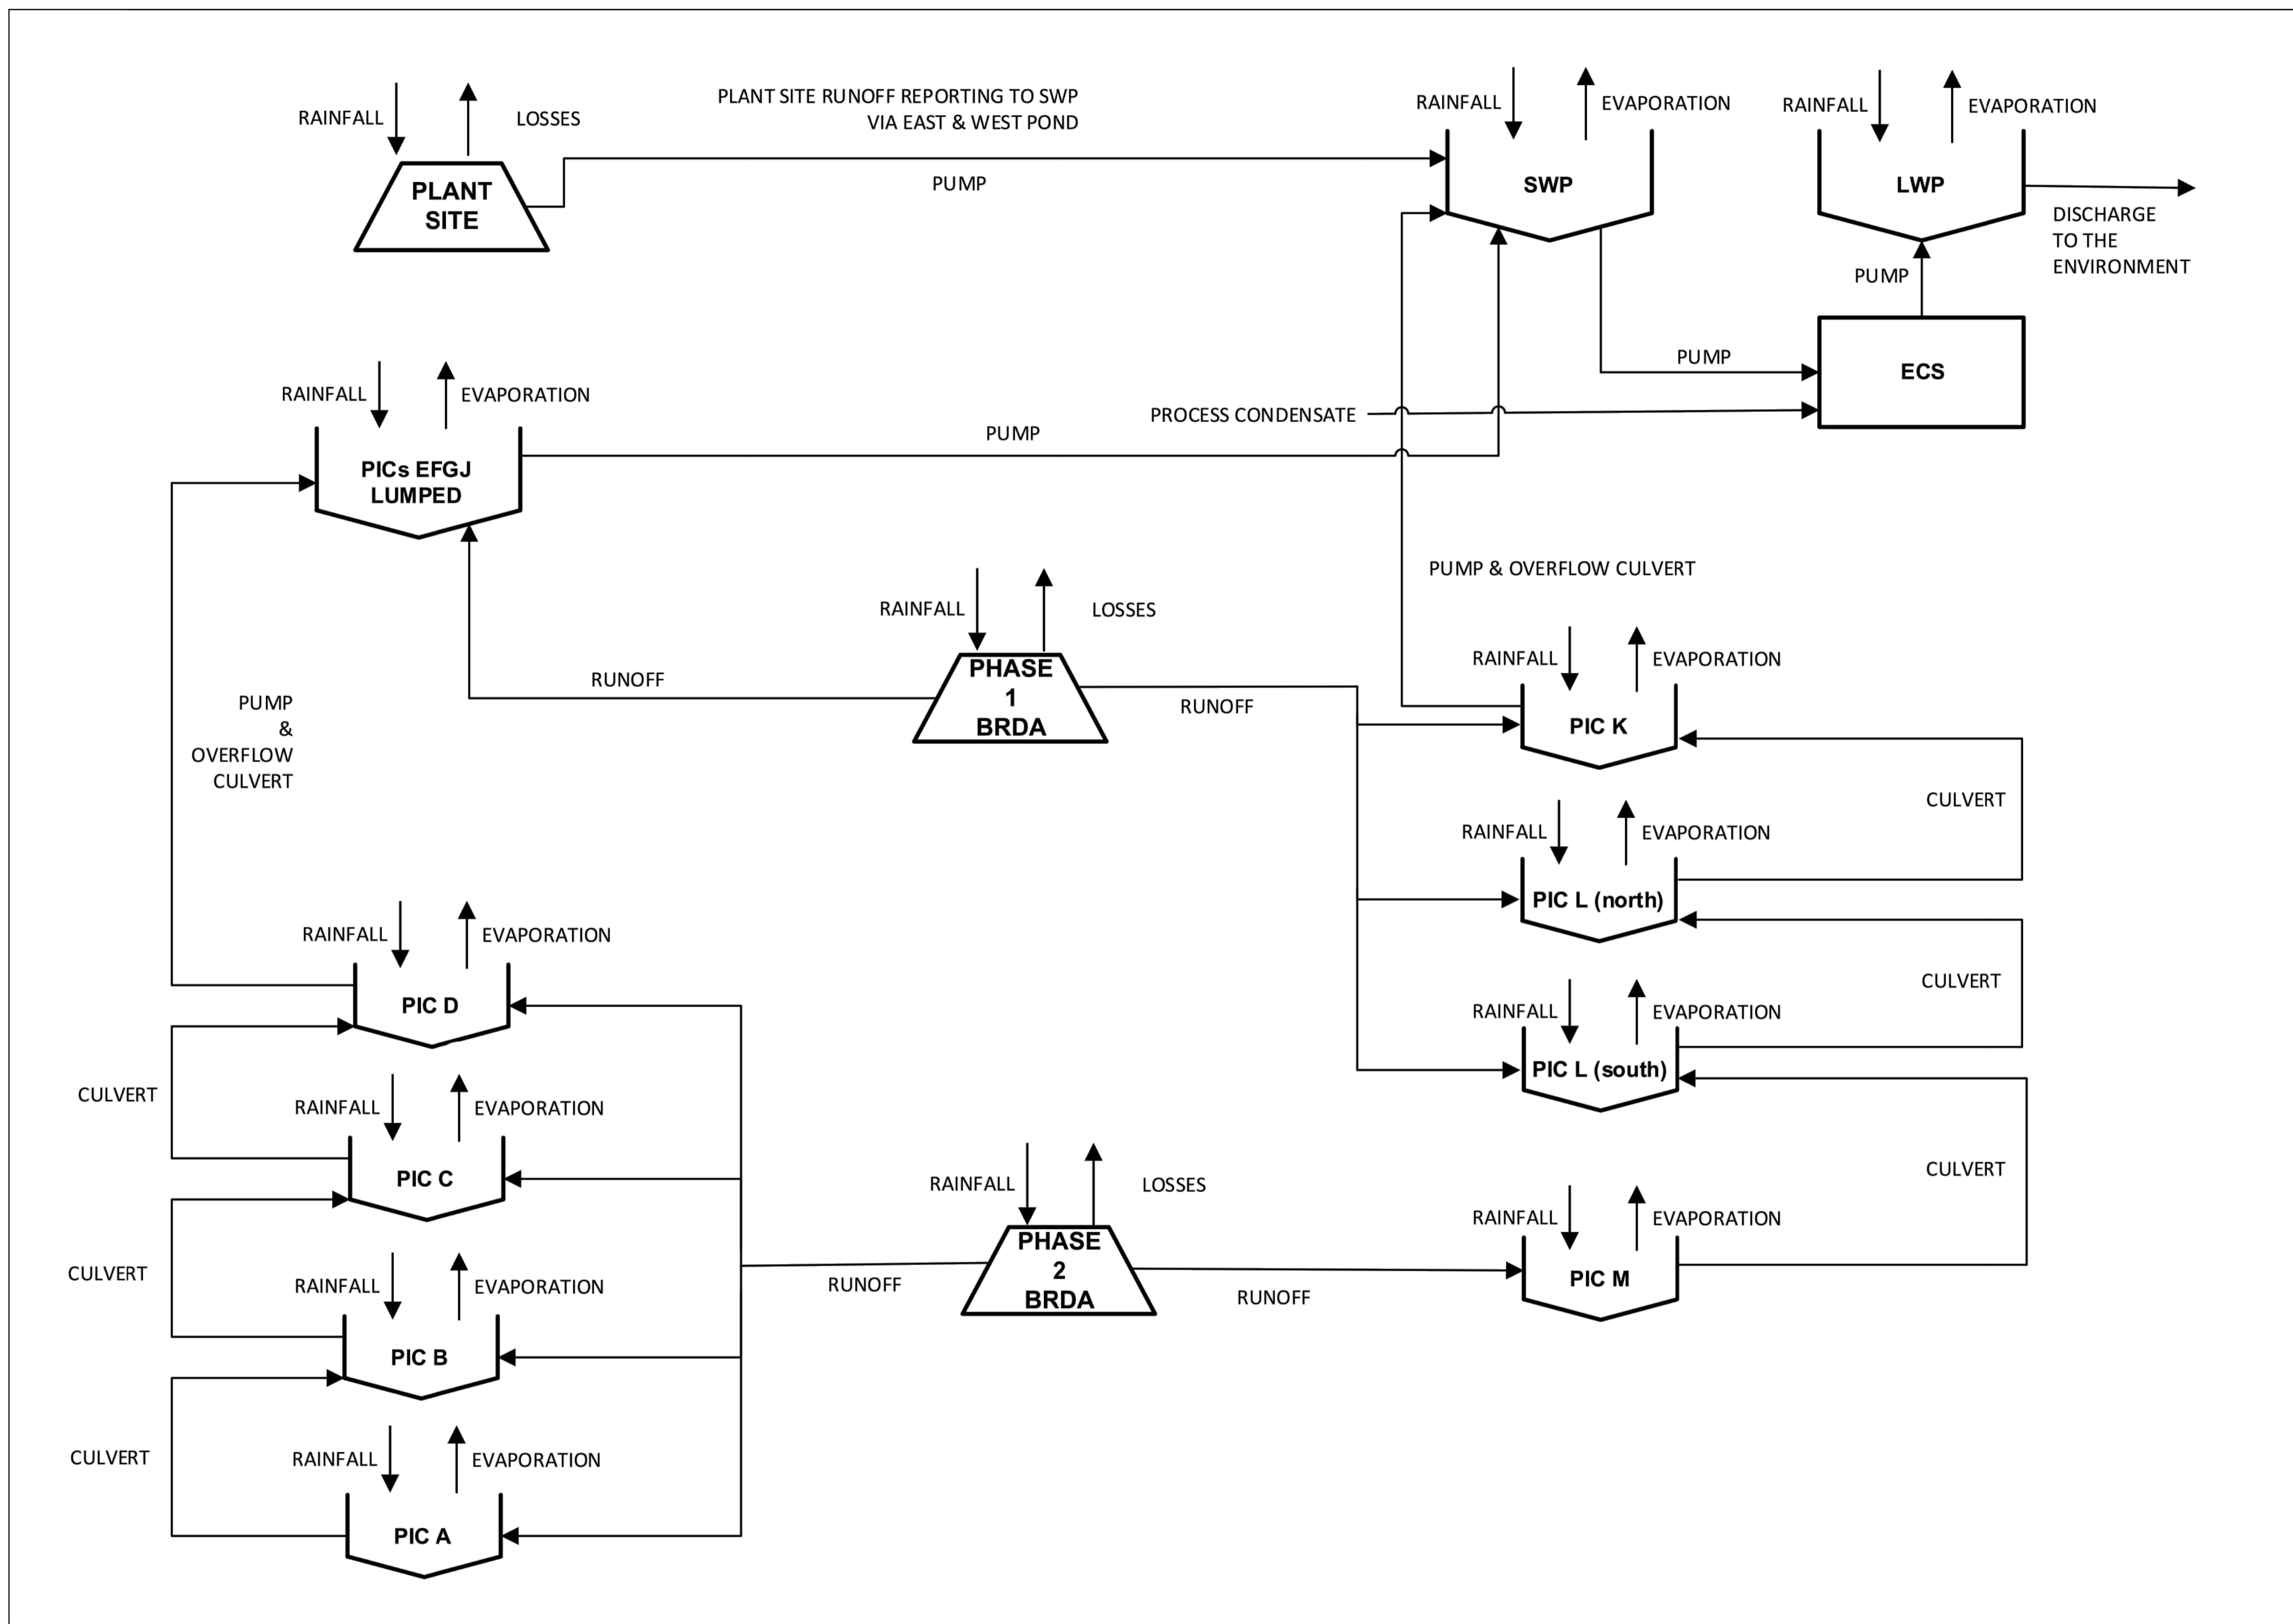 RAINFALL
LOSSES
PLANT SITE
PLANT SITE RUNOFF REPORTING TO SWP
VIA EAST & WEST POND
PUMP
RAINFALL
EVAPORATION
SWP
RAINFALL
EVAPORATION
LWP
DISCHARGE
TO THE
ENVIRONMENT
PUMP
PUMP
ECS
PROCESS CONDENSATE
RAINFALL
EVAPORATION
PICs EFGJ
LUMPED
PUMP
PUMP & OVERFLOW CULVERT
RAINFALL
LOSSES
PHASE
1
BRDA
RUNOFF
RUNOFF
RAINFALL
EVAPORATION
PIC K
CULVERT
PUMP
&
OVERFLOW
CULVERT
RAINFALL
EVAPORATION
PIC L (north)
CULVERT
RAINFALL
EVAPORATION
PIC D
RAINFALL
EVAPORATION
PIC L (south)
CULVERT
CULVERT
RAINFALL
EVAPORATION
PIC C
RAINFALL
LOSSES
PHASE
2
BRDA
RUNOFF
RUNOFF
RAINFALL
EVAPORATION
PIC M
CULVERT
RAINFALL
EVAPORATION
PIC B
CULVERT
RAINFALL
EVAPORATION
PIC A